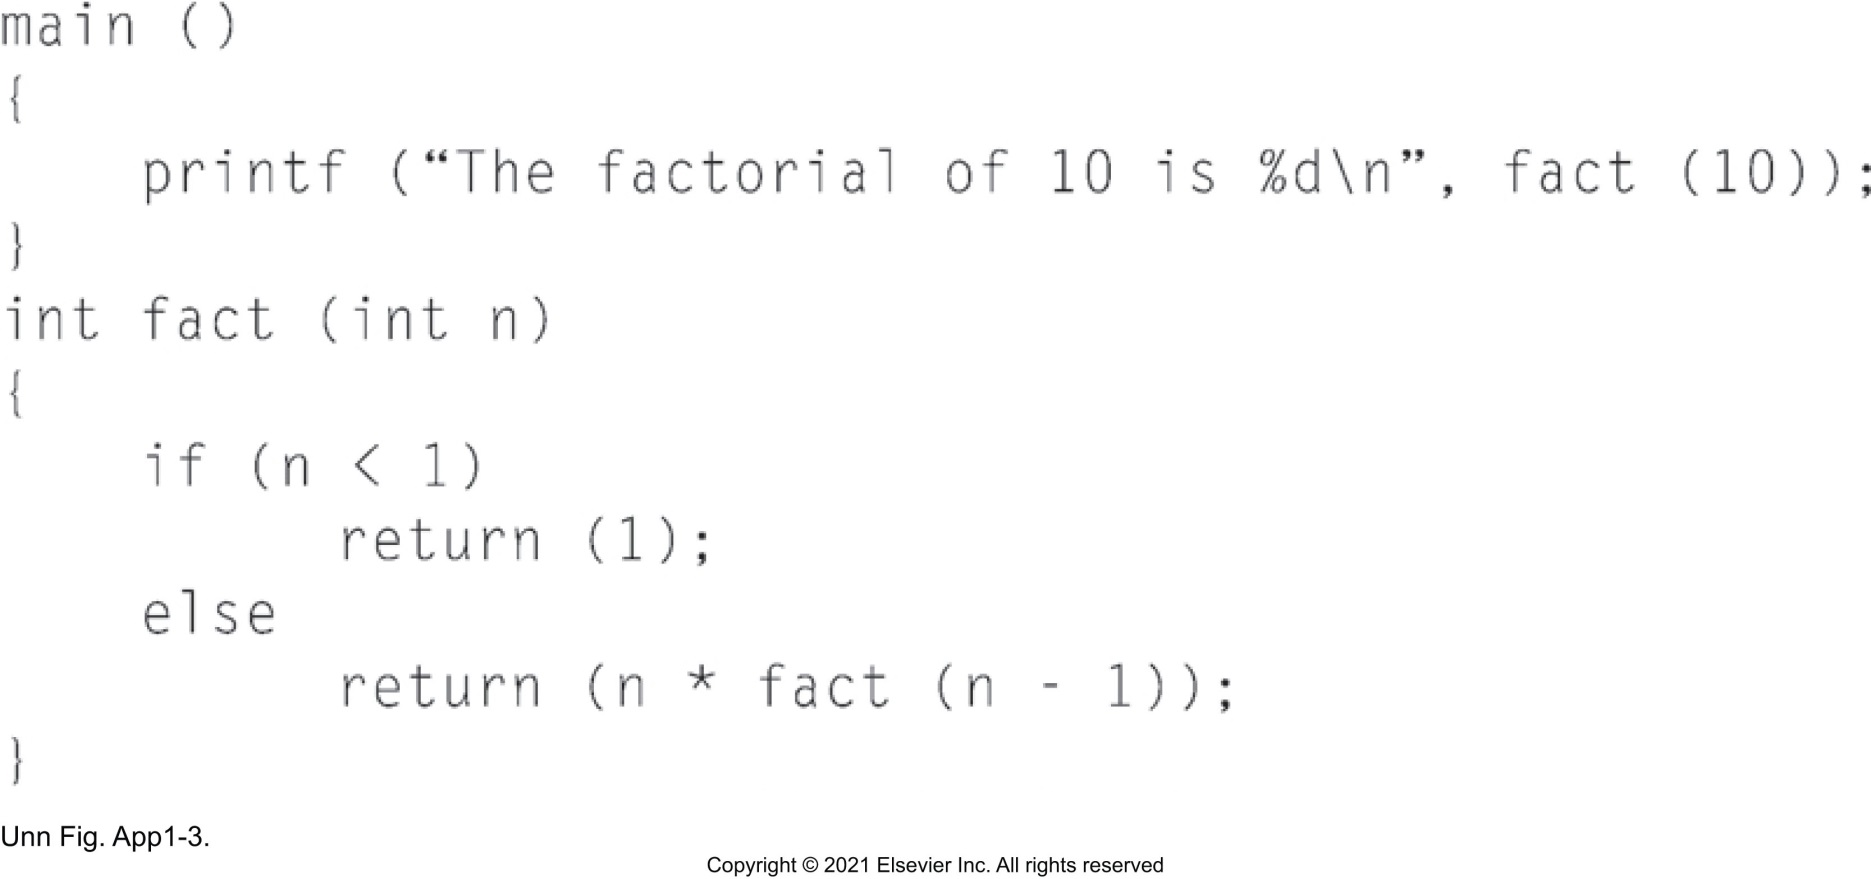 main ()
{
    printf (“The factorial of 10 is %d\n”, fact (10));
}
int fact (int n)
{
    if (n < 1)
        return (1);
    else
        return (n * fact (n - 1));
}
Unn Fig. App1-3.
Copyright © 2021 Elsevier Inc. All rights reserved